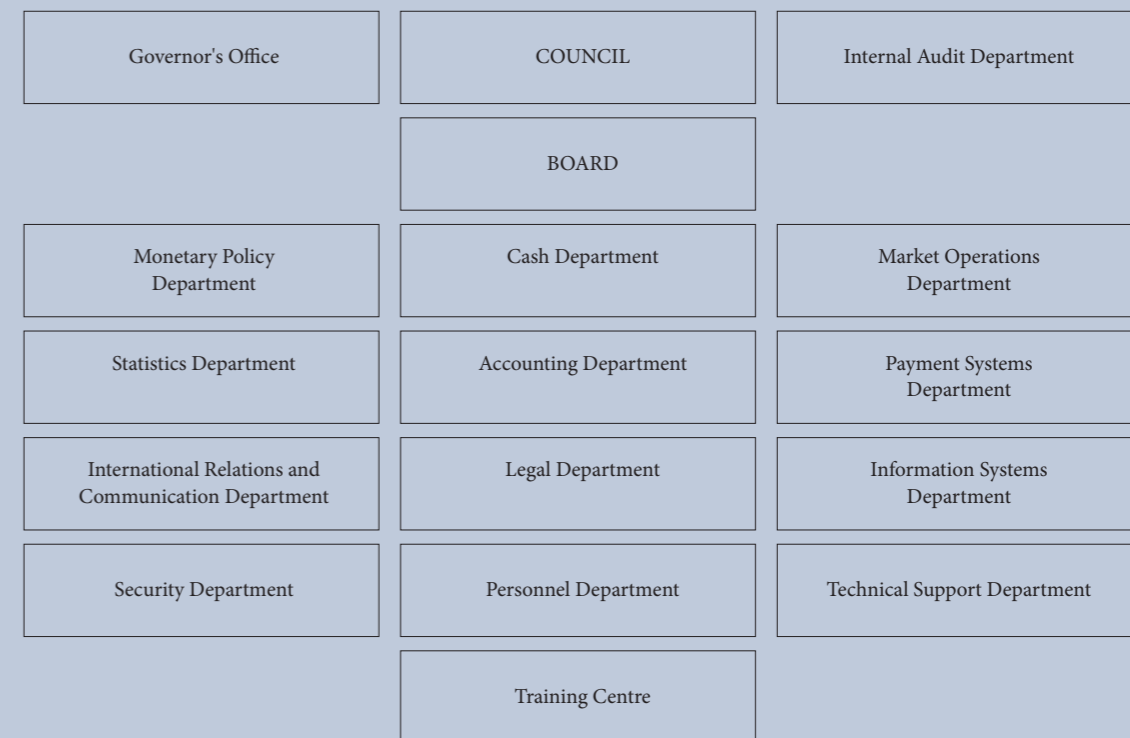 Governor's Office
COUNCIL
Internal Audit Department
BOARD
Monetary Policy
Department
Cash Department
Market Operations
Department
Statistics Department
Accounting Department
Payment Systems
Department
International Relations and
Communication Department
Legal Department
Information Systems
Department
Security Department
Personnel Department
Technical Support Department
Training Centre